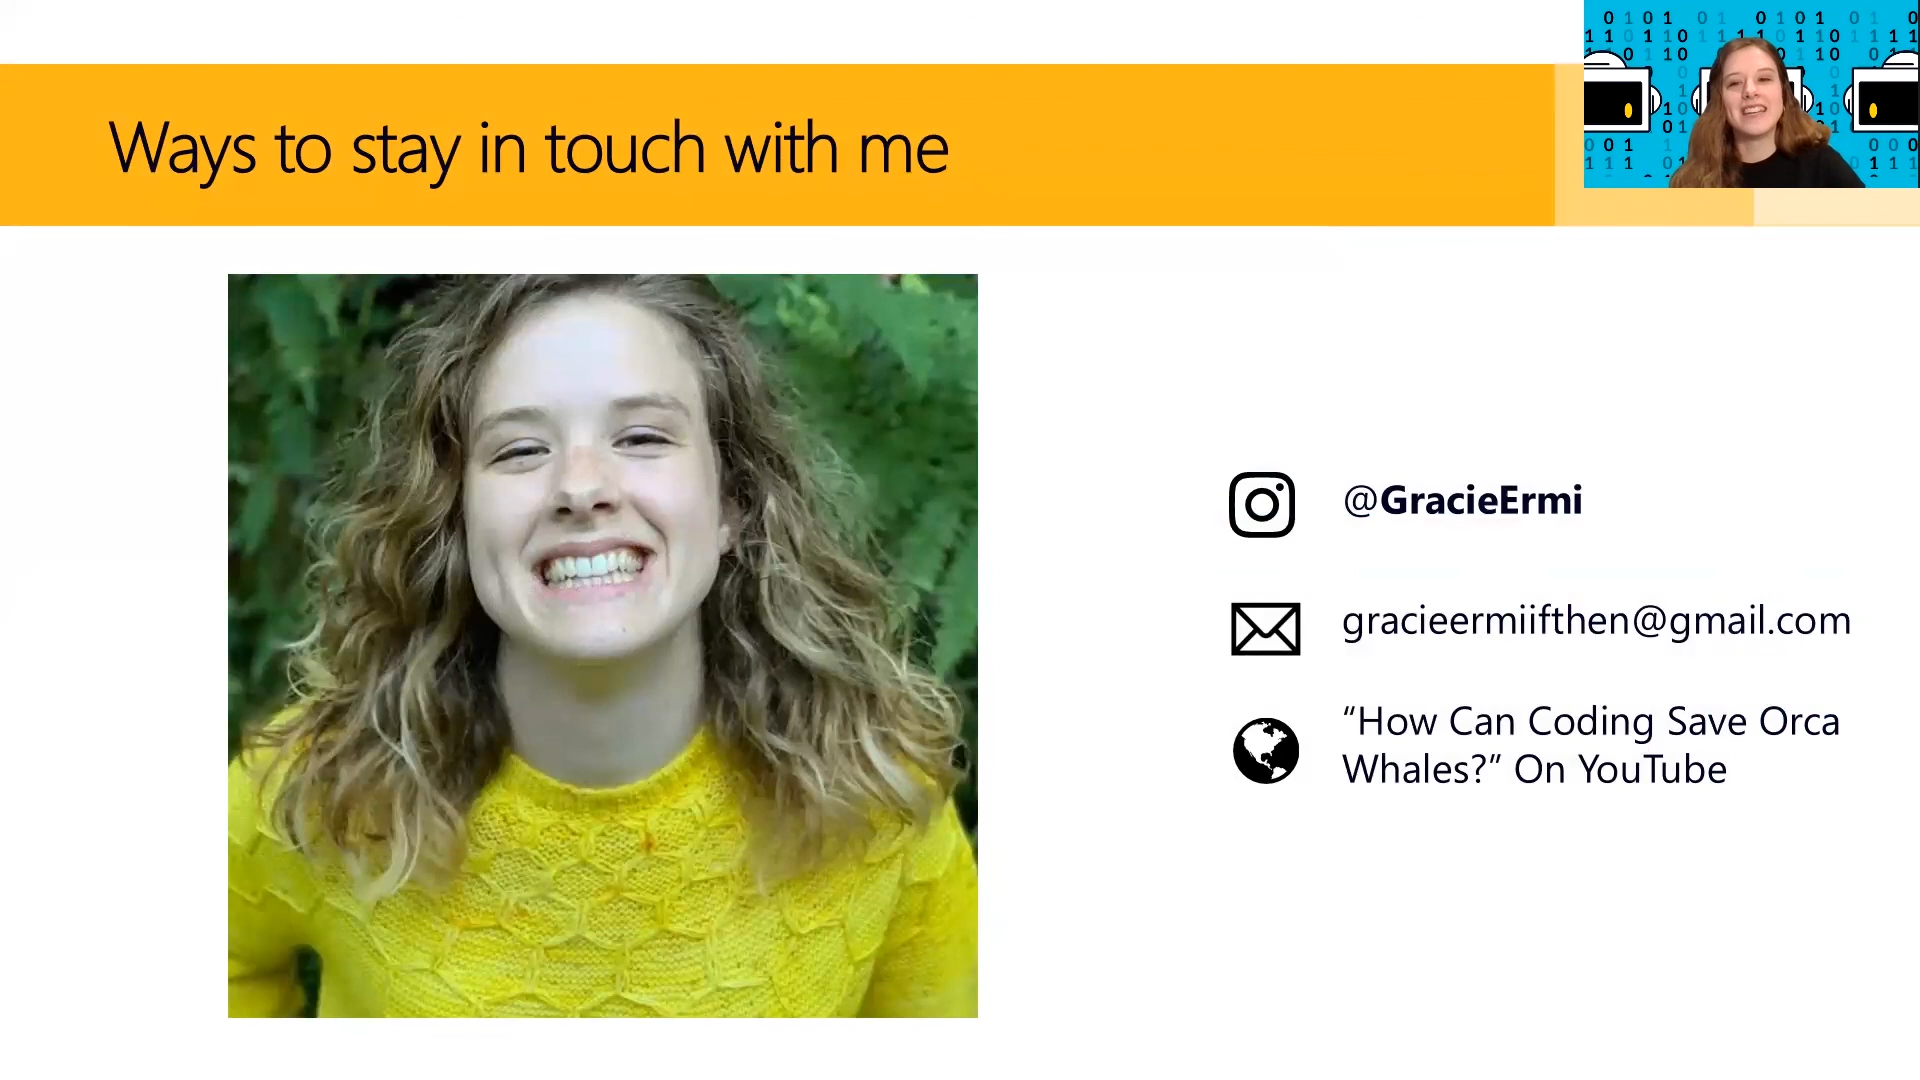 Ways to stay in touch with me
@GracieErmi
gracieermiifthen@gmail.com
“How Can Coding Save Orca
Whales?” On YouTube